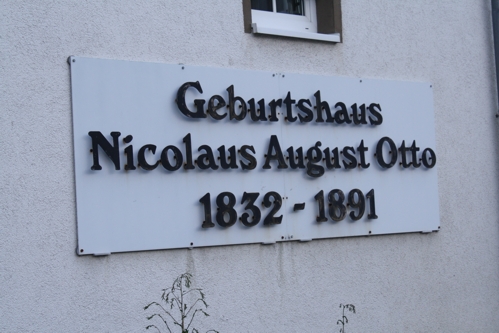 Geburtshaus
Nicolaus August Otto
1832 - 1891